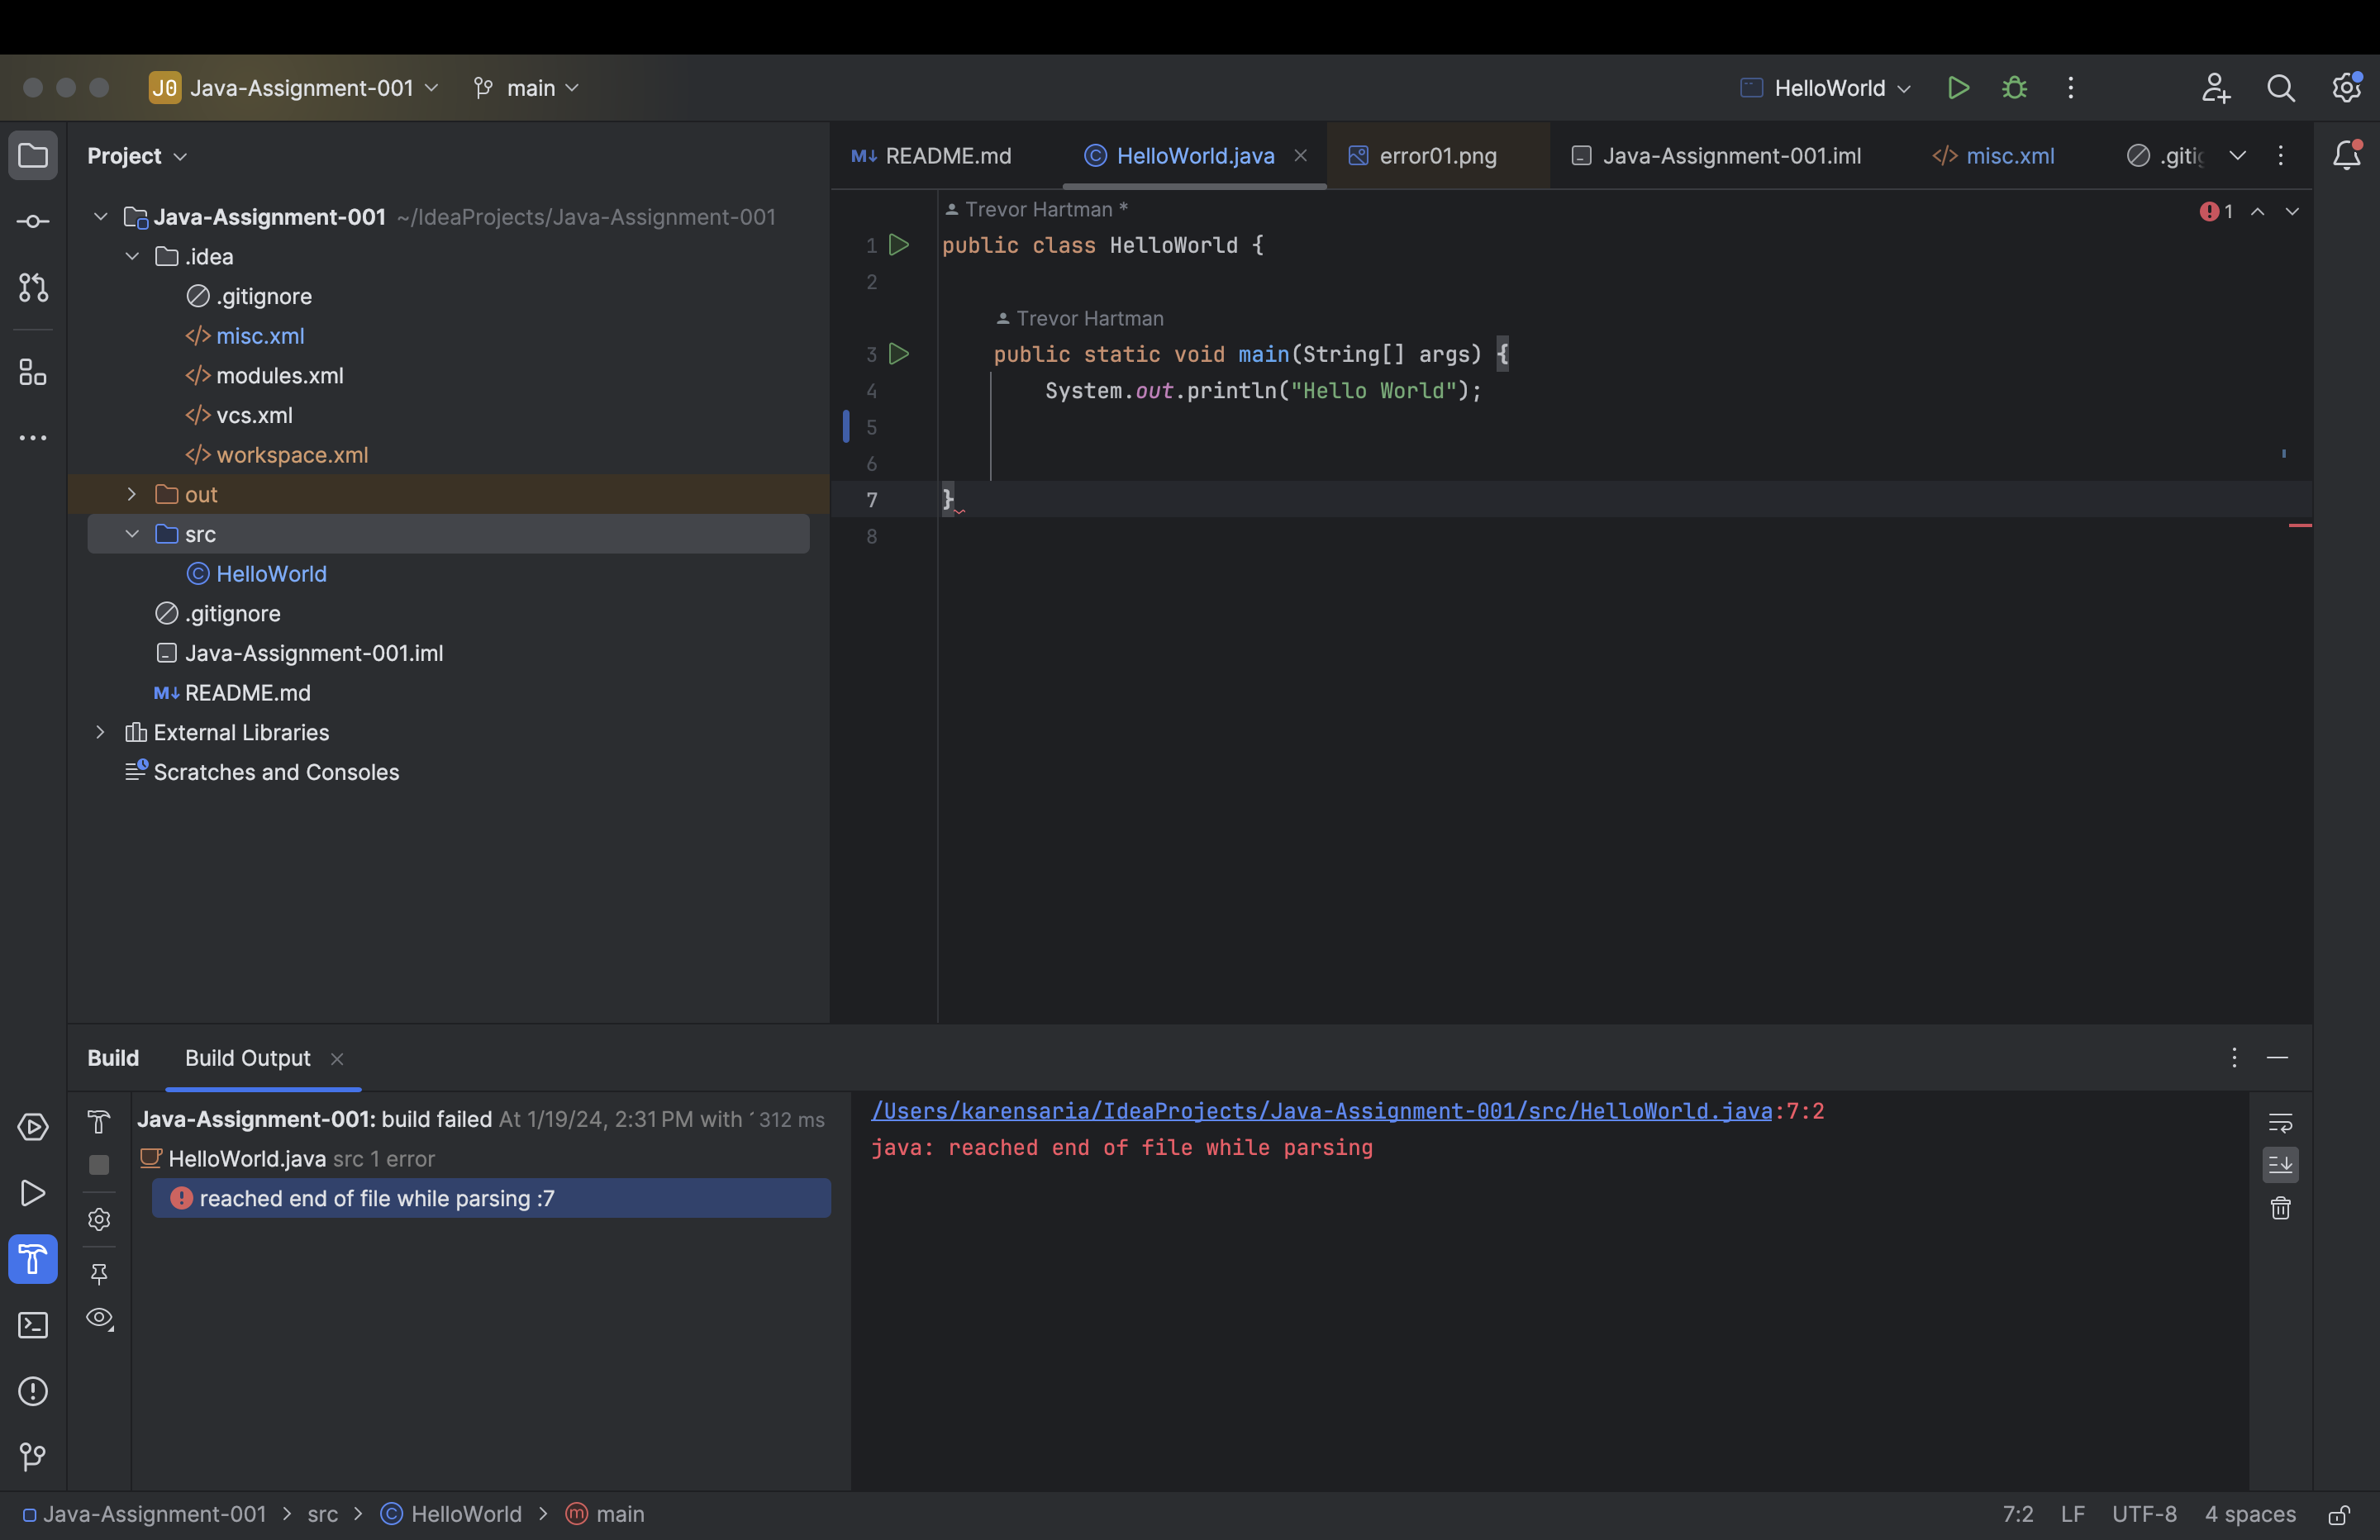 J0 Java-Assignment-001 main HelloWorld
Project
README.md HelloWorld.java error01.png Java-Assignment-001.iml misc.xml
Java-Assignment-001 ~/IdeaProjects/Java-Assignment-001
.idea
.gitignore
misc.xml
modules.xml
vcs.xml
workspace.xml
out
src
HelloWorld
.gitignore
Java-Assignment-001.iml
M↓ README.md
External Libraries
Scratches and Consoles
Trevor Hartman *
1
1 public class HelloWorld {
2
Trevor Hartman
3 public static void main(String[] args) {
4 System.out.println("Hello World");
5
6
7 }
8
Build Build Output
Java-Assignment-001: build failed At 1/19/24, 2:31 PM with 312 ms
HelloWorld.java src 1 error
reached end of file while parsing :7
/Users/karensaria/IdeaProjects/Java-Assignment-001/src/HelloWorld.java:7:2
java: reached end of file while parsing
Java-Assignment-001 > src > HelloWorld > main
7:2 LF UTF-8 4 spaces